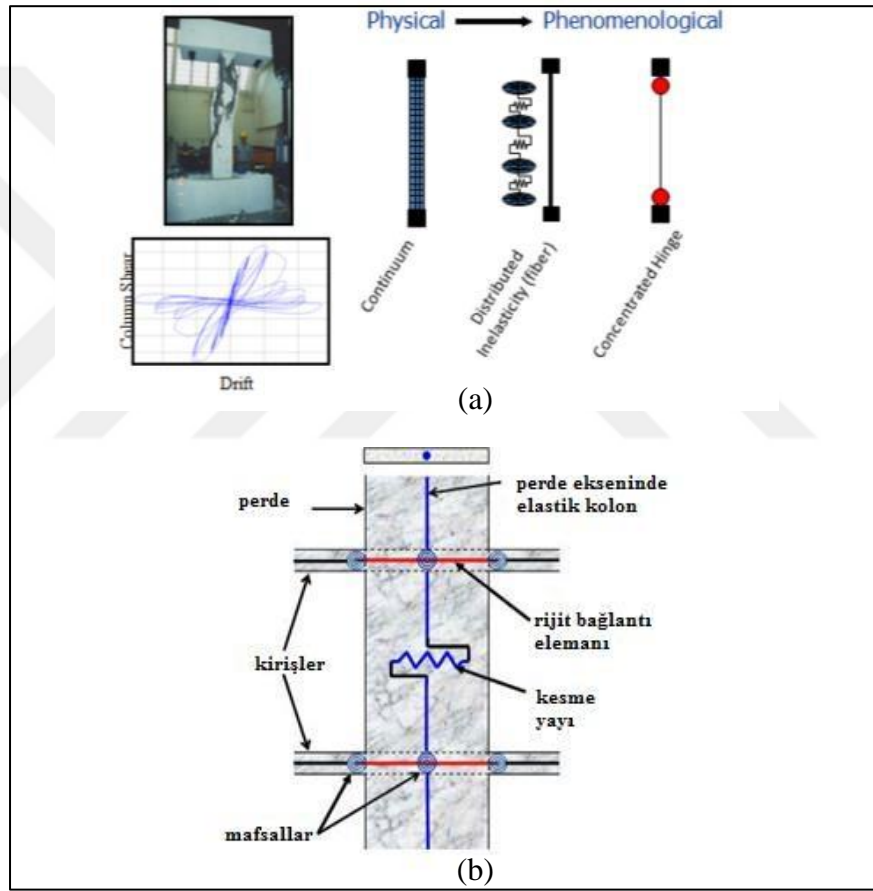 Physical
Phenomenological
Column Shear
Drift
Continuum
Distributed
Inelasticity (fiber)
Concentrated Hinge
(a)
perde
perde ekseninde
elastik kolon
rijit bağlantı
elemanı
kirişler
kesme
yayı
mafsallar
(b)